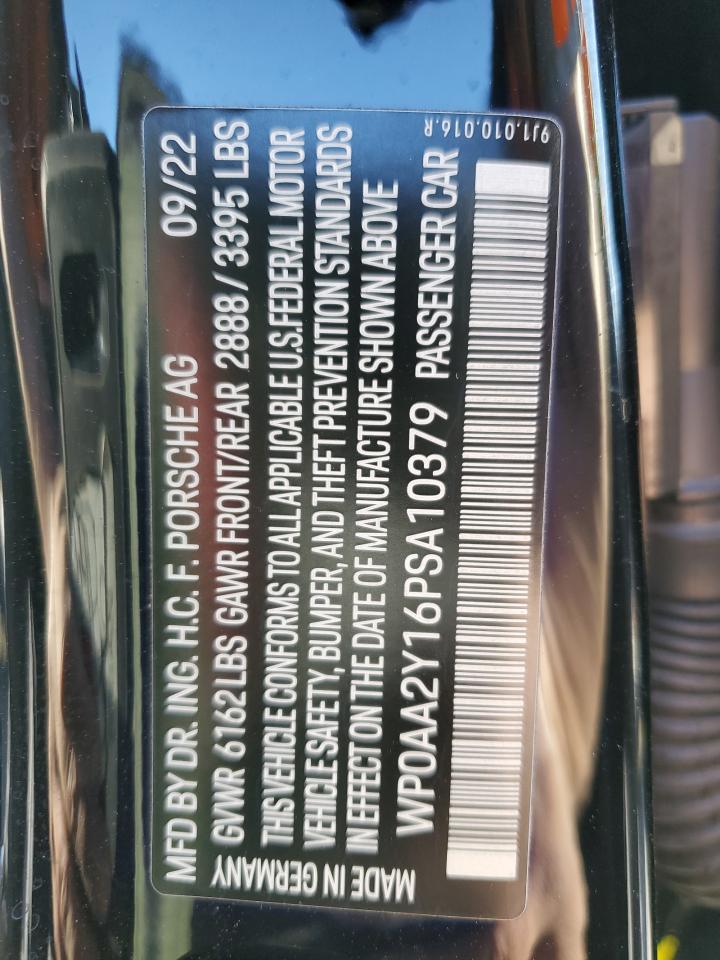 MFD BY DR. ING. H.C. F. PORSCHE AG 09/22
GVWR 6162 LBS GAWR FRONT/REAR 2888 / 3395 LBS
THIS VEHICLE CONFORMS TO ALL APPLICABLE U.S. FEDERAL MOTOR
VEHICLE SAFETY, BUMPER, AND THEFT PREVENTION STANDARDS
IN EFFECT ON THE DATE OF MANUFACTURE SHOWN ABOVE
WP0AA2Y16PSA10379 PASSENGER CAR
MADE IN GERMANY
9J1.010.016.R